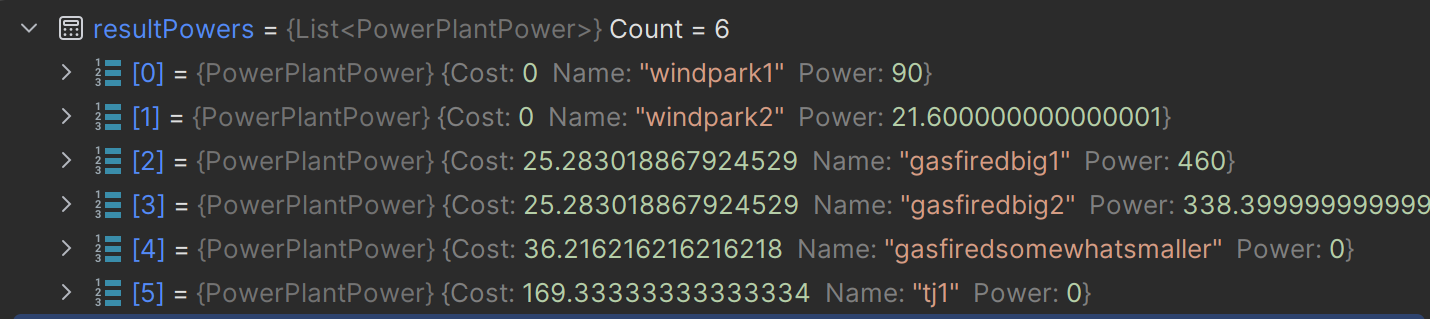 resultPowers = {List<PowerPlantPower>} Count = 6
[0] = {PowerPlantPower} {Cost: 0 Name: "windpark1" Power: 90}
[1] = {PowerPlantPower} {Cost: 0 Name: "windpark2" Power: 21.600000000000001}
[2] = {PowerPlantPower} {Cost: 25.283018867924529 Name: "gasfiredbig1" Power: 460}
[3] = {PowerPlantPower} {Cost: 25.283018867924529 Name: "gasfiredbig2" Power: 338.399999999999
[4] = {PowerPlantPower} {Cost: 36.216216216216218 Name: "gasfiredsomewhatsmaller" Power: 0}
[5] = {PowerPlantPower} {Cost: 169.33333333333334 Name: "tj1" Power: 0}